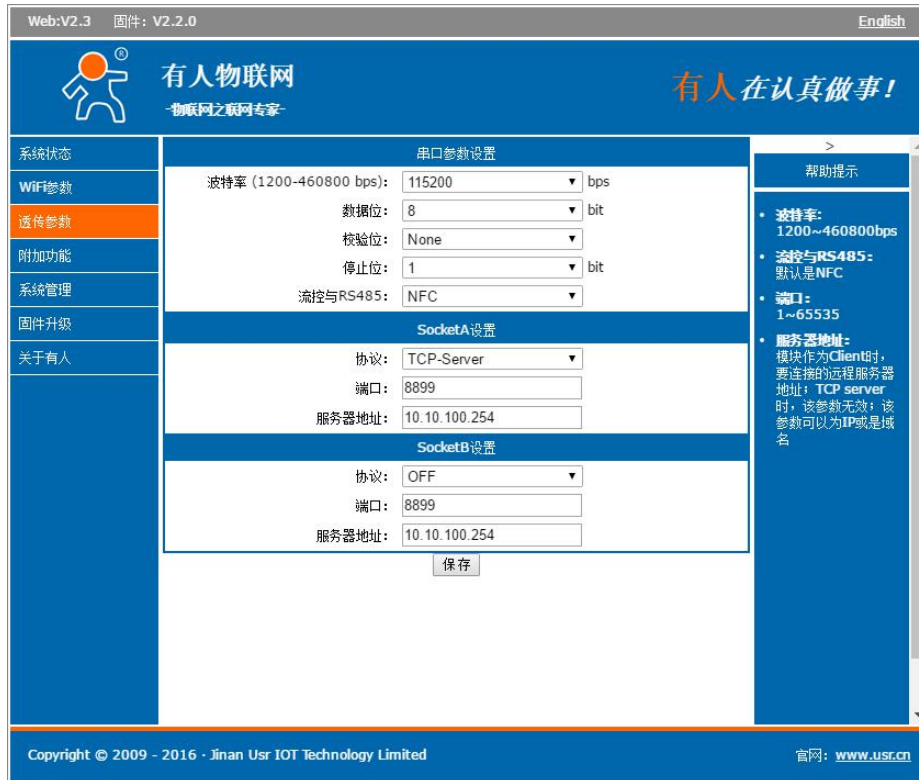 Web:V2.3 固件：V2.2.0 English
®
有人物联网
-物联网之联网专家-
有人在认真做事！
系统状态
WiFi参数
透传参数
附加功能
系统管理
固件升级
关于有人
串口参数设置
波特率 (1200-460800 bps)： 115200 bps
数据位： 8 bit
校验位： None
停止位： 1 bit
流控与RS485： NFC
SocketA设置
协议： TCP-Server
端口： 8899
服务器地址： 10.10.100.254
SocketB设置
协议： OFF
端口： 8899
服务器地址： 10.10.100.254
保存
>
帮助提示
• 波特率：
1200~460800bps
• 流控与RS485：
默认是NFC
• 端口：
1~65535
• 服务器地址：
模块作为Client时，
要连接的远程服务器
地址；TCP server
时，该参数无效；该
参数可以为IP或是域
名
Copyright © 2009 - 2016 · Jinan Usr IOT Technology Limited 官网：www.usr.cn